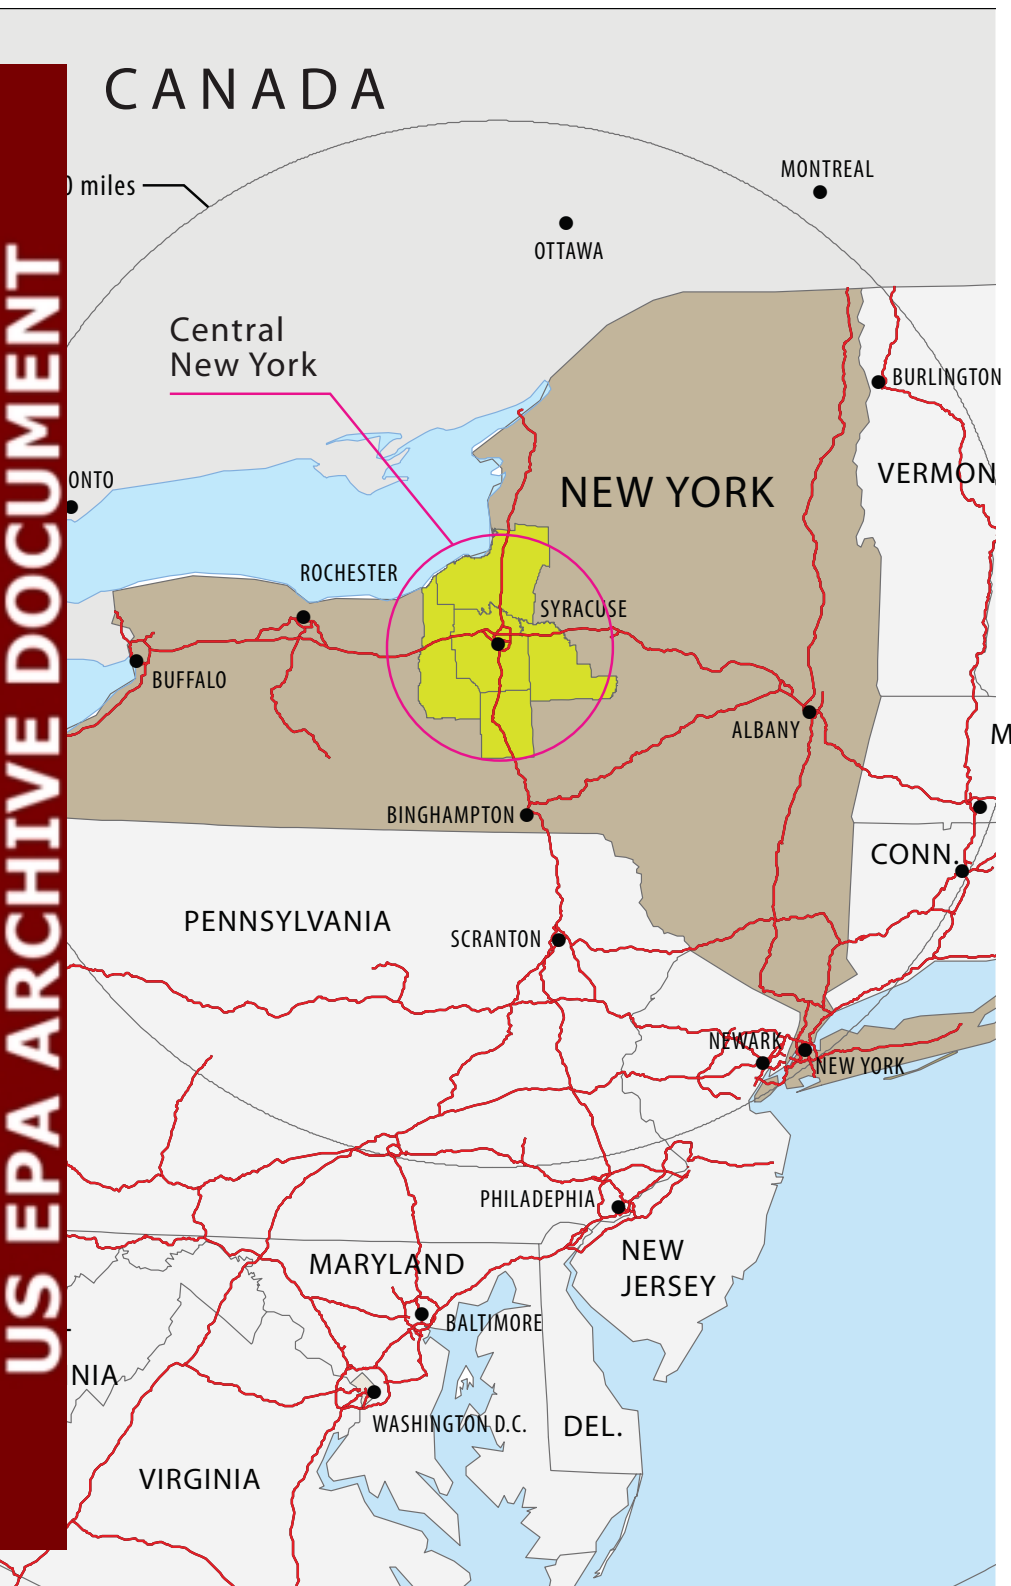 CANADA
0 miles
MONTREAL
OTTAWA
Central
New York
BURLINGTON
ONTO
NEW YORK
VERMON
ROCHESTER
SYRACUSE
BUFFALO
ALBANY
M
BINGHAMPTON
CONN.
PENNSYLVANIA
SCRANTON
NEWARK
NEW YORK
PHILADEPHIA
MARYLAND
NEW
JERSEY
BALTIMORE
NIA
WASHINGTON D.C.
DEL.
VIRGINIA
US EPA ARCHIVE DOCUMENT